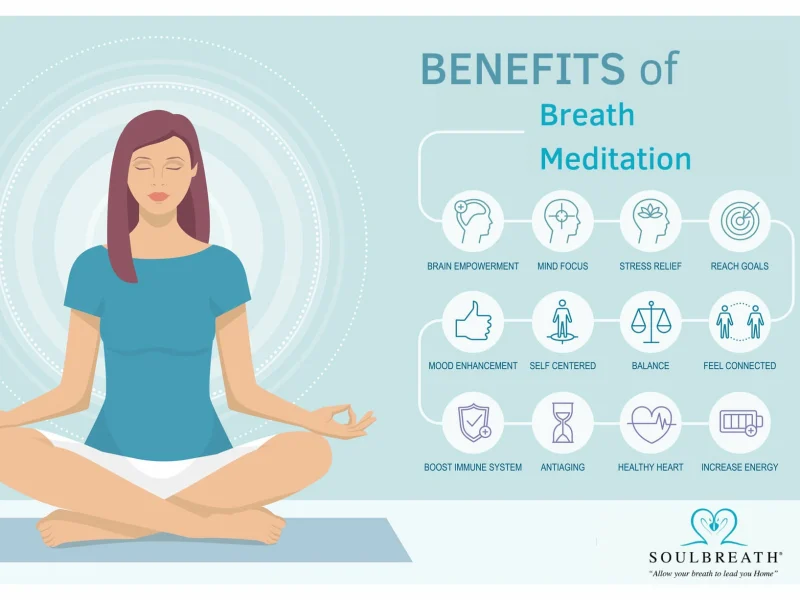 BENEFITS of
Breath
Meditation
BRAIN EMPOWERMENT
MIND FOCUS
STRESS RELIEF
REACH GOALS
MOOD ENHANCEMENT
SELF CENTERED
BALANCE
FEEL CONNECTED
BOOST IMMUNE SYSTEM
ANTIAGING
HEALTHY HEART
INCREASE ENERGY
SOULBREATH®
"Allow your breath to lead you Home"